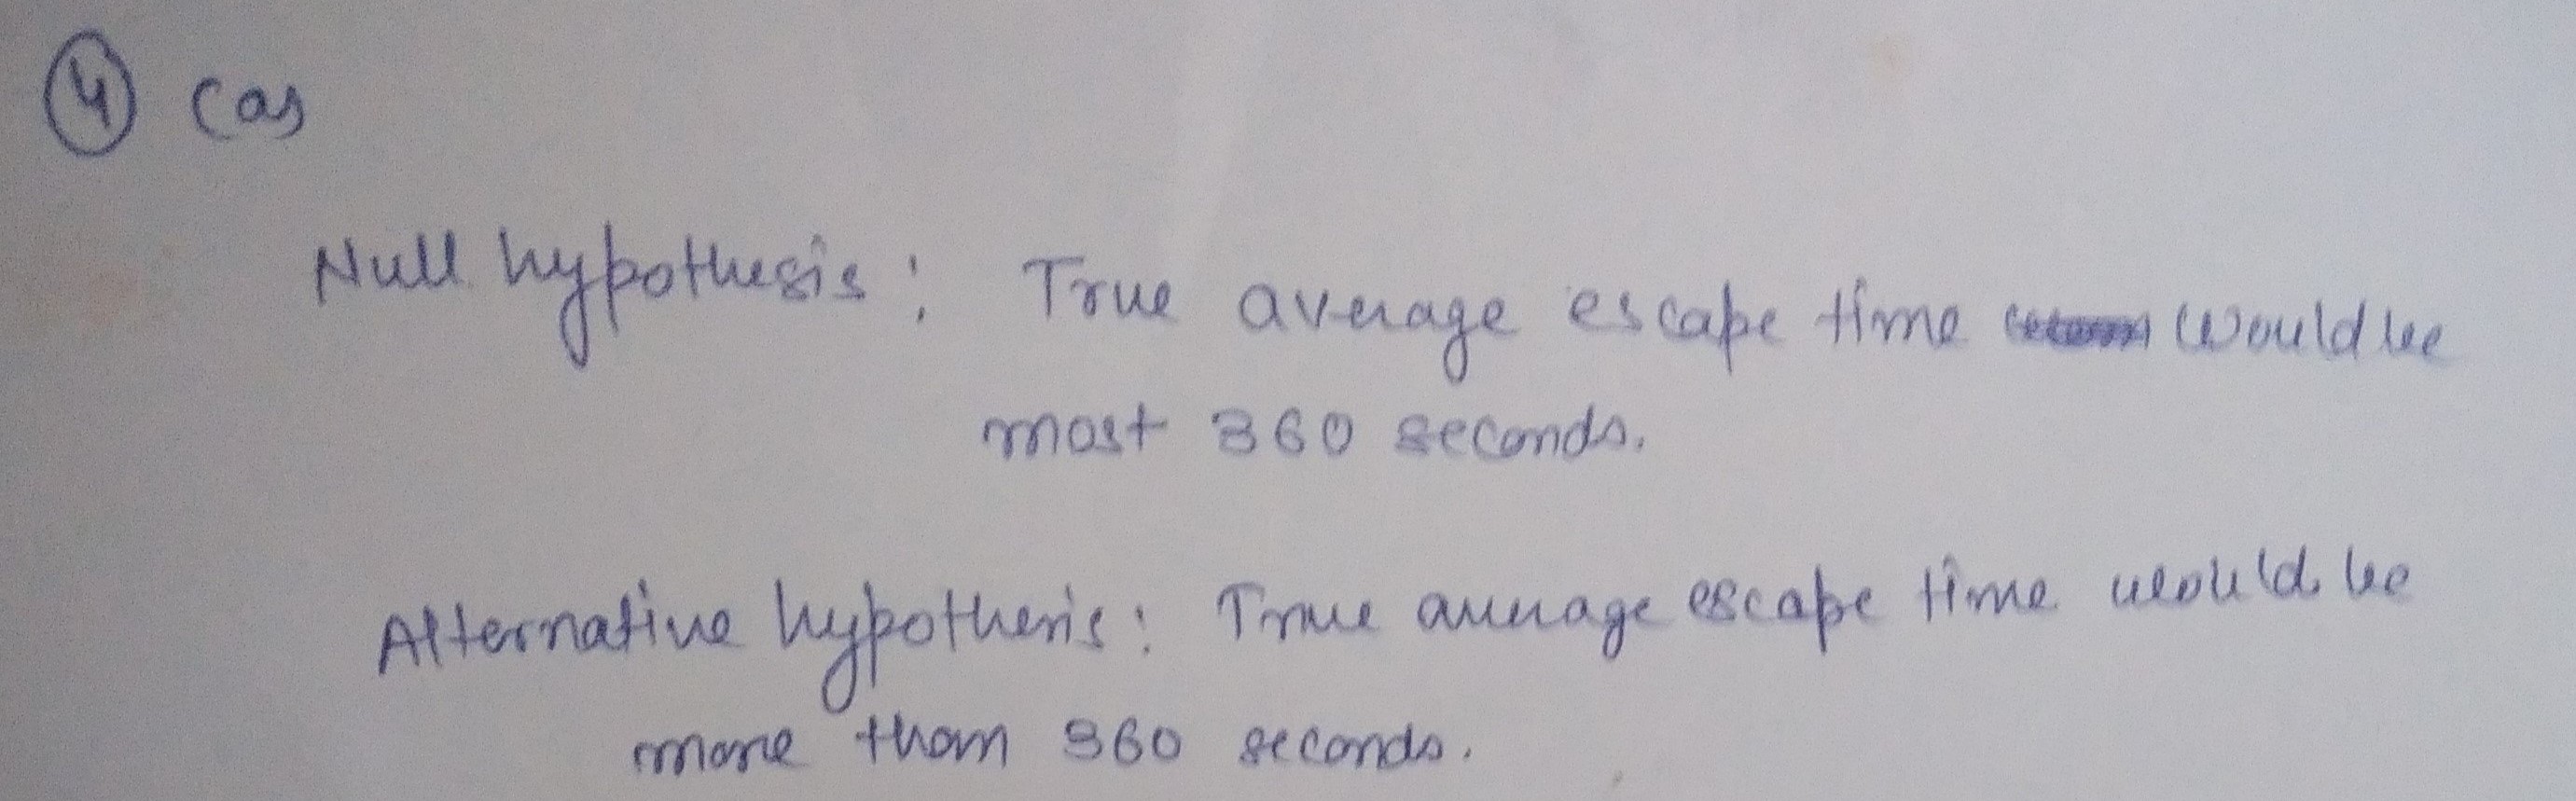 ④ (a)
Null hypothesis : True average escape time would be
most 360 seconds.
Alternative hypothesis : True average escape time would be
more than 360 seconds.